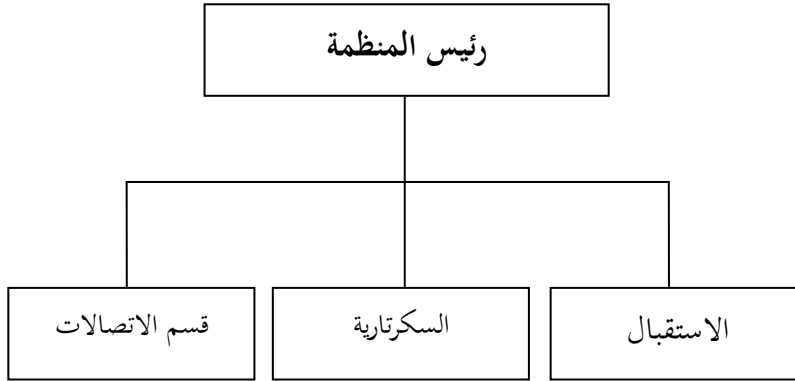 رئيس المنظمة
الاستقبال
السكرتارية
قسم الاتصالات